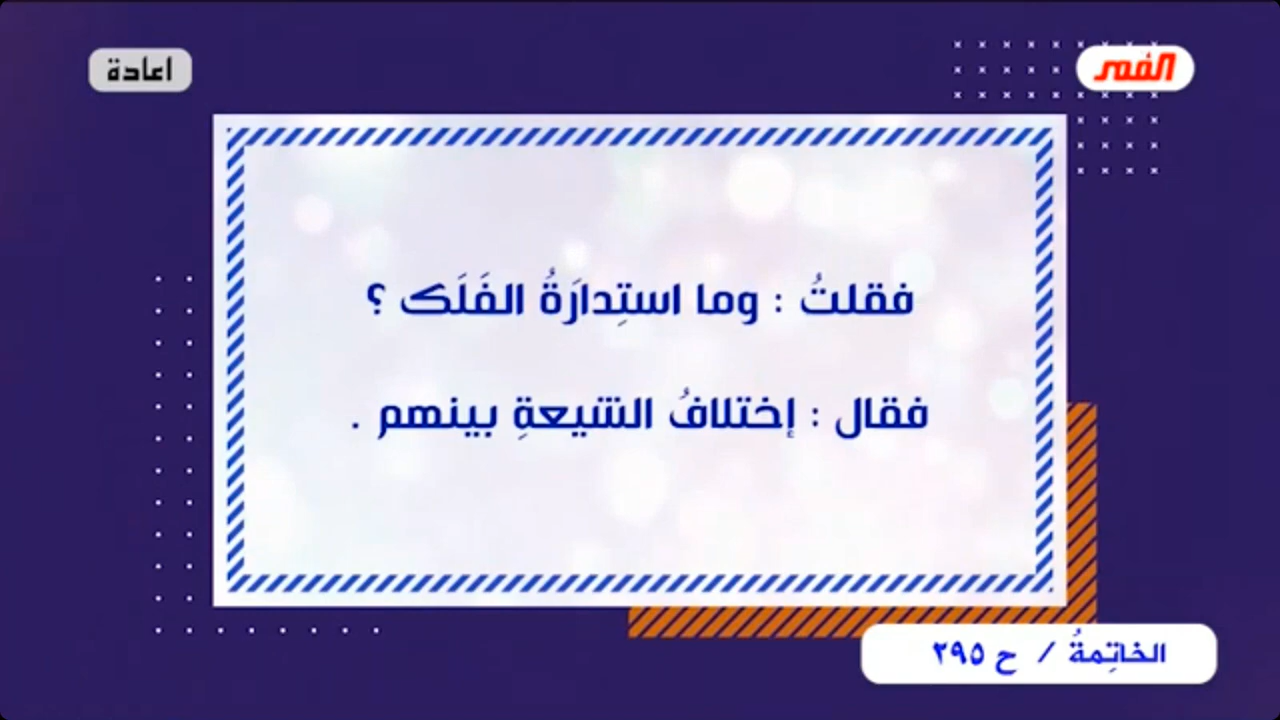 اعادة
القمر
فقلتُ : وما استِدارَةُ الفَلَك ؟
فقال : إختلافُ الشيعةِ بينهم .
الخاتِمةُ / ح ٢٩٥